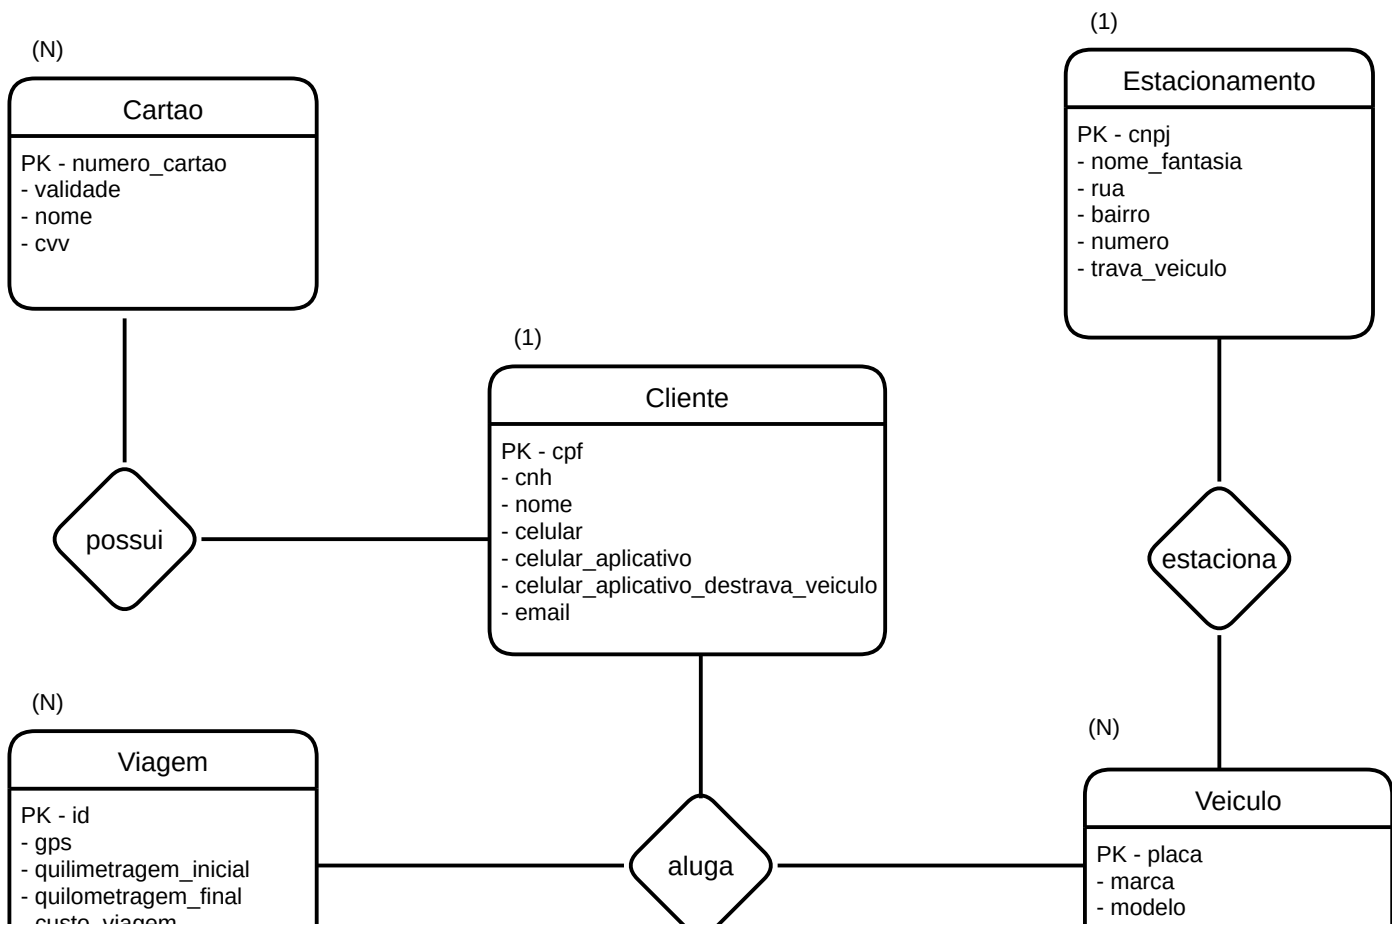 (N)
Cartao
PK - numero_cartao
- validade
- nome
- cvv
(1)
Estacionamento
PK - cnpj
- nome_fantasia
- rua
- bairro
- numero
- trava_veiculo
(1)
Cliente
PK - cpf
- cnh
- nome
- celular
- celular_aplicativo
- celular_aplicativo_destrava_veiculo
- email
possui
estaciona
(N)
Viagem
PK - id
- gps
- quilimetragem_inicial
- quilometragem_final
- custo_viagem
aluga
(N)
Veiculo
PK - placa
- marca
- modelo